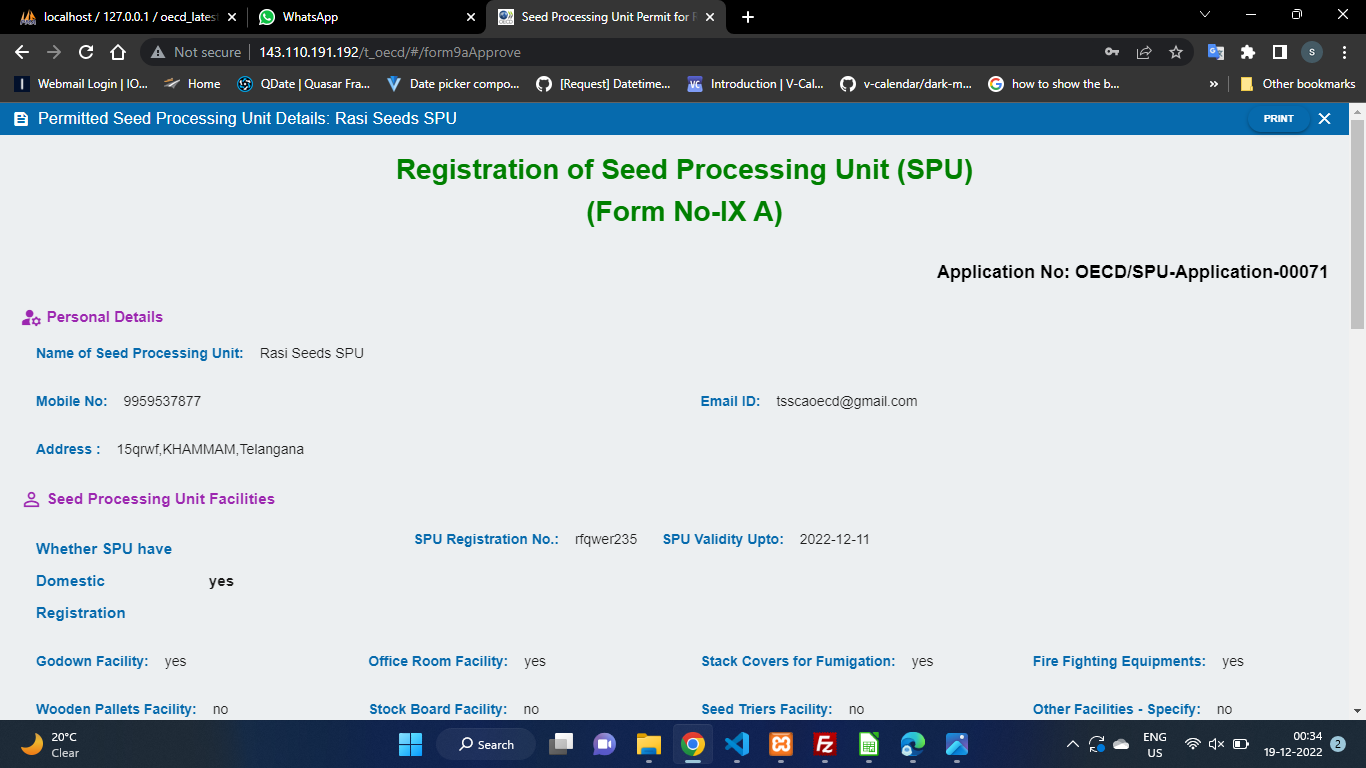 localhost / 127.0.0.1 / oecd_latest
WhatsApp
Seed Processing Unit Permit for R
Not secure 143.110.191.192/t_oecd/#/form9aApprove
S
Webmail Login | IO... Home QDate | Quasar Fra... Date picker compo... [Request] Datetime... Introduction | V-Cal... v-calendar/dark-m... how to show the b... » Other bookmarks
Permitted Seed Processing Unit Details: Rasi Seeds SPU PRINT
Registration of Seed Processing Unit (SPU)
(Form No-IX A)
Application No: OECD/SPU-Application-00071
Personal Details
Name of Seed Processing Unit: Rasi Seeds SPU
Mobile No: 9959537877 Email ID: tsscaoecd@gmail.com
Address : 15qrwf,KHAMMAM,Telangana
Seed Processing Unit Facilities
Whether SPU have
Domestic yes
Registration
SPU Registration No.: rfqwer235 SPU Validity Upto: 2022-12-11
Godown Facility: yes Office Room Facility: yes Stack Covers for Fumigation: yes Fire Fighting Equipments: yes
Wooden Pallets Facility: no Stock Board Facility: no Seed Triers Facility: no Other Facilities - Specify: no
20°C
Clear
Search
ENG
US
00:34
19-12-2022
2